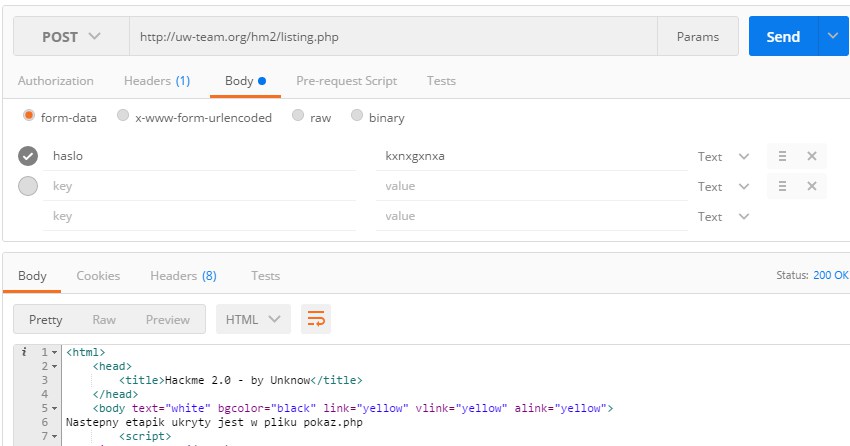 POST http://uw-team.org/hm2/listing.php Params Send
Authorization Headers (1) Body Pre-request Script Tests
form-data x-www-form-urlencoded raw binary
haslo kxnxgxnxa Text
key value Text
key value Text
Body Cookies Headers (8) Tests Status: 200 OK
Pretty Raw Preview HTML
i 1 <html>
2 <head>
3 <title>Hackme 2.0 - by Unknow</title>
4 </head>
5 <body text="white" bgcolor="black" link="yellow" vlink="yellow" alink="yellow">
6 Nastepny etapik ukryty jest w pliku pokaz.php
7 <script>